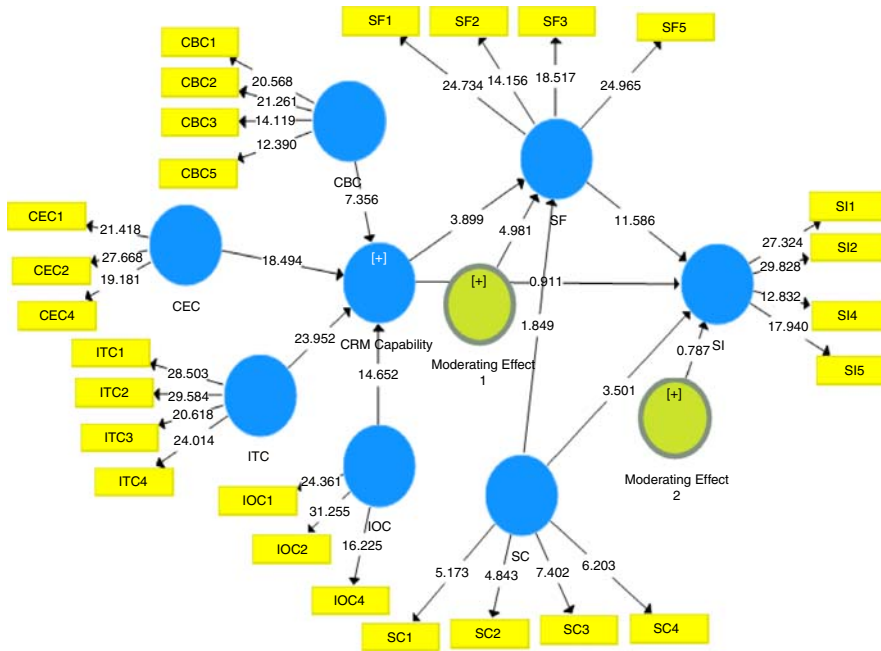 SF1
SF2
SF3
SF5
CBC1
CBC2
CBC3
CBC5
20.568
21.261
14.119
12.390
24.734
14.156
18.517
24.965
CBC
7.356
SF
CEC1
CEC2
CEC4
21.418
27.668
19.181
CEC
18.494
3.899
4.981
11.586
SI1
SI2
SI4
SI5
27.324
29.828
12.832
17.940
[+]
CRM Capability
[+]
Moderating Effect
1
0.911
1.849
SI
0.787
3.501
[+]
Moderating Effect
2
ITC1
ITC2
ITC3
ITC4
28.503
29.584
20.618
24.014
ITC
23.952
14.652
IOC1
IOC2
IOC4
24.361
31.255
16.225
IOC
SC
5.173
4.843
7.402
6.203
SC1
SC2
SC3
SC4